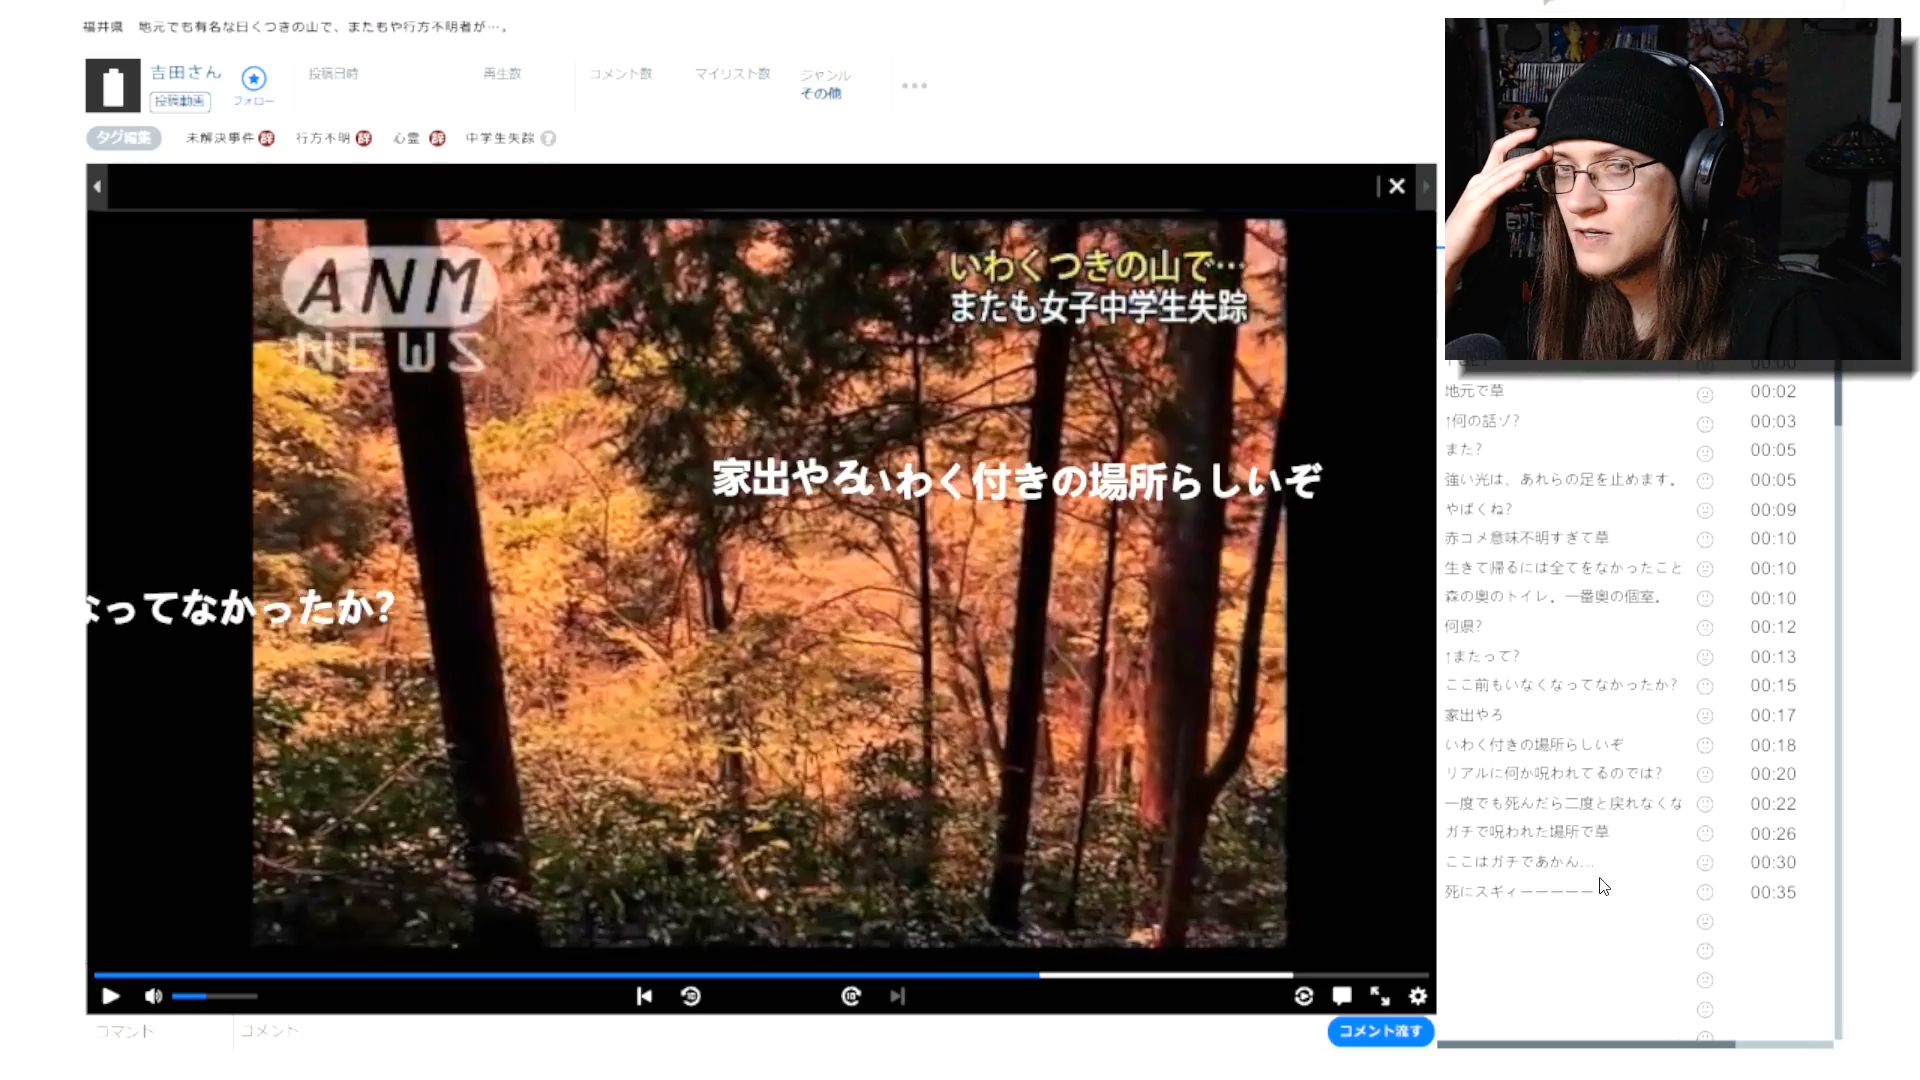 福井県　地元でも有名な曰くつきの山で、またもや行方不明者が…。
吉田さん
投稿動画
フォロー
投稿日時
再生数
コメント数
マイリスト数
ジャンル
その他
タグ編集
未解決事件
行方不明
心霊
中学生失踪
ANM
NEWS
いわくつきの山で…
またも女子中学生失踪
家出やろ
いわく付きの場所らしいぞ
なってなかったか?
00:00
地元で草 00:02
↑何の話ゾ? 00:03
また? 00:05
強い光は、あれらの足を止めます。 00:05
やばくね? 00:09
赤コメ意味不明すぎて草 00:10
生きて帰るには全てをなかったこと 00:10
森の奥のトイレ。一番奥の個室。 00:10
何県? 00:12
↑またって? 00:13
ここ前もいなくなってなかったか? 00:15
家出やろ 00:17
いわく付きの場所らしいぞ 00:18
リアルに何か呪われてるのでは? 00:20
一度でも死んだら二度と戻れなくな 00:22
ガチで呪われた場所で草 00:26
ここはガチであかん... 00:30
死にスギィーーーーー 00:35
コマンド
コメント
コメント流す